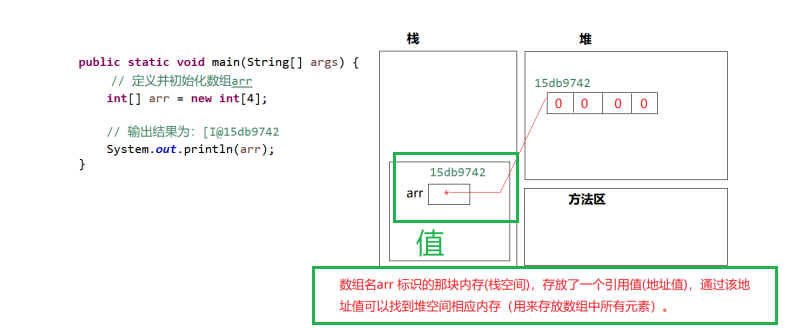 栈
堆
public static void main(String[] args) {
// 定义并初始化数组arr
int[] arr = new int[4];
// 输出结果为：[I@15db9742
System.out.println(arr);
}
15db9742
0 0 0 0
15db9742
arr *
值
方法区
数组名arr 标识的那块内存(栈空间)，存放了一个引用值(地址值)，通过该地
址值可以找到堆空间相应内存（用来存放数组中所有元素）。